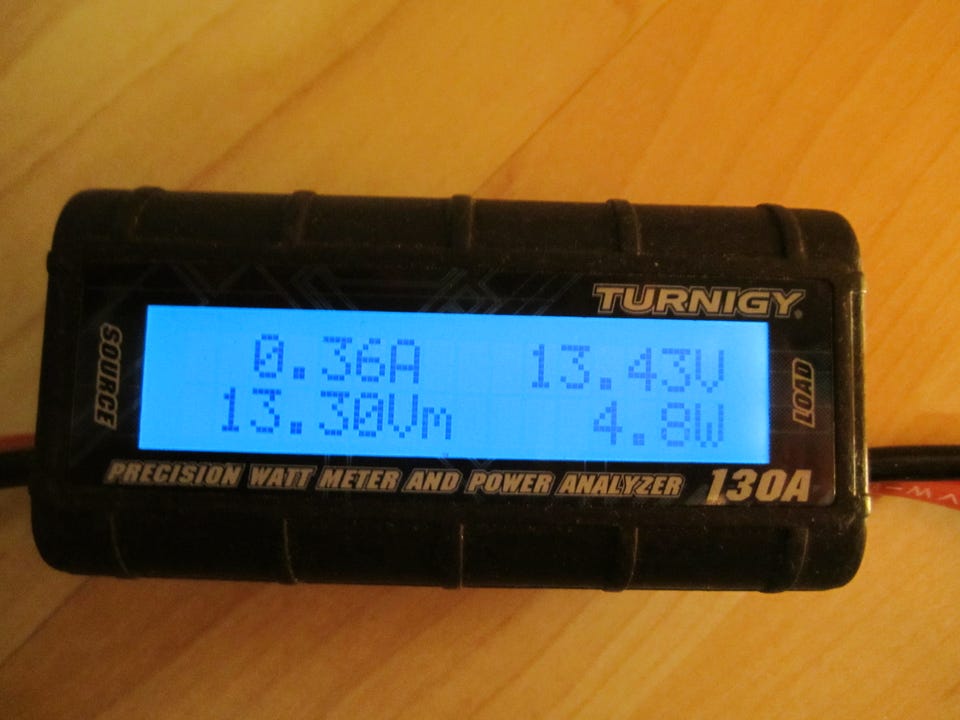 TURNIGY
SOURCE
0.36A 13.43V
13.30Vm 4.8W
LOAD
PRECISION WATT METER AND POWER ANALYZER 130A